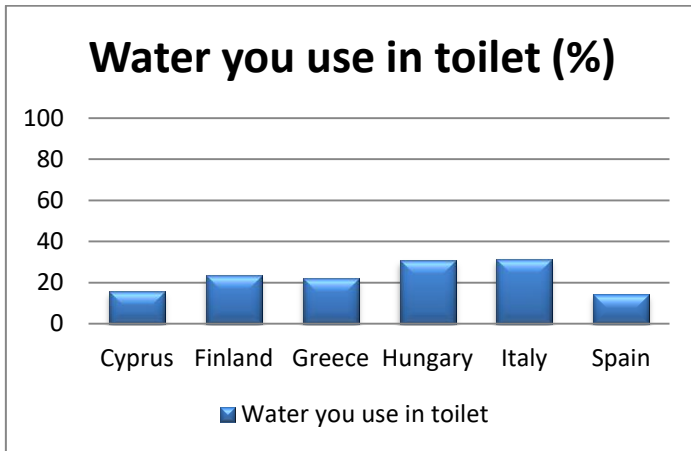 Water you use in toilet (%)
100
80
60
40
20
0
Cyprus Finland Greece Hungary Italy Spain
Water you use in toilet